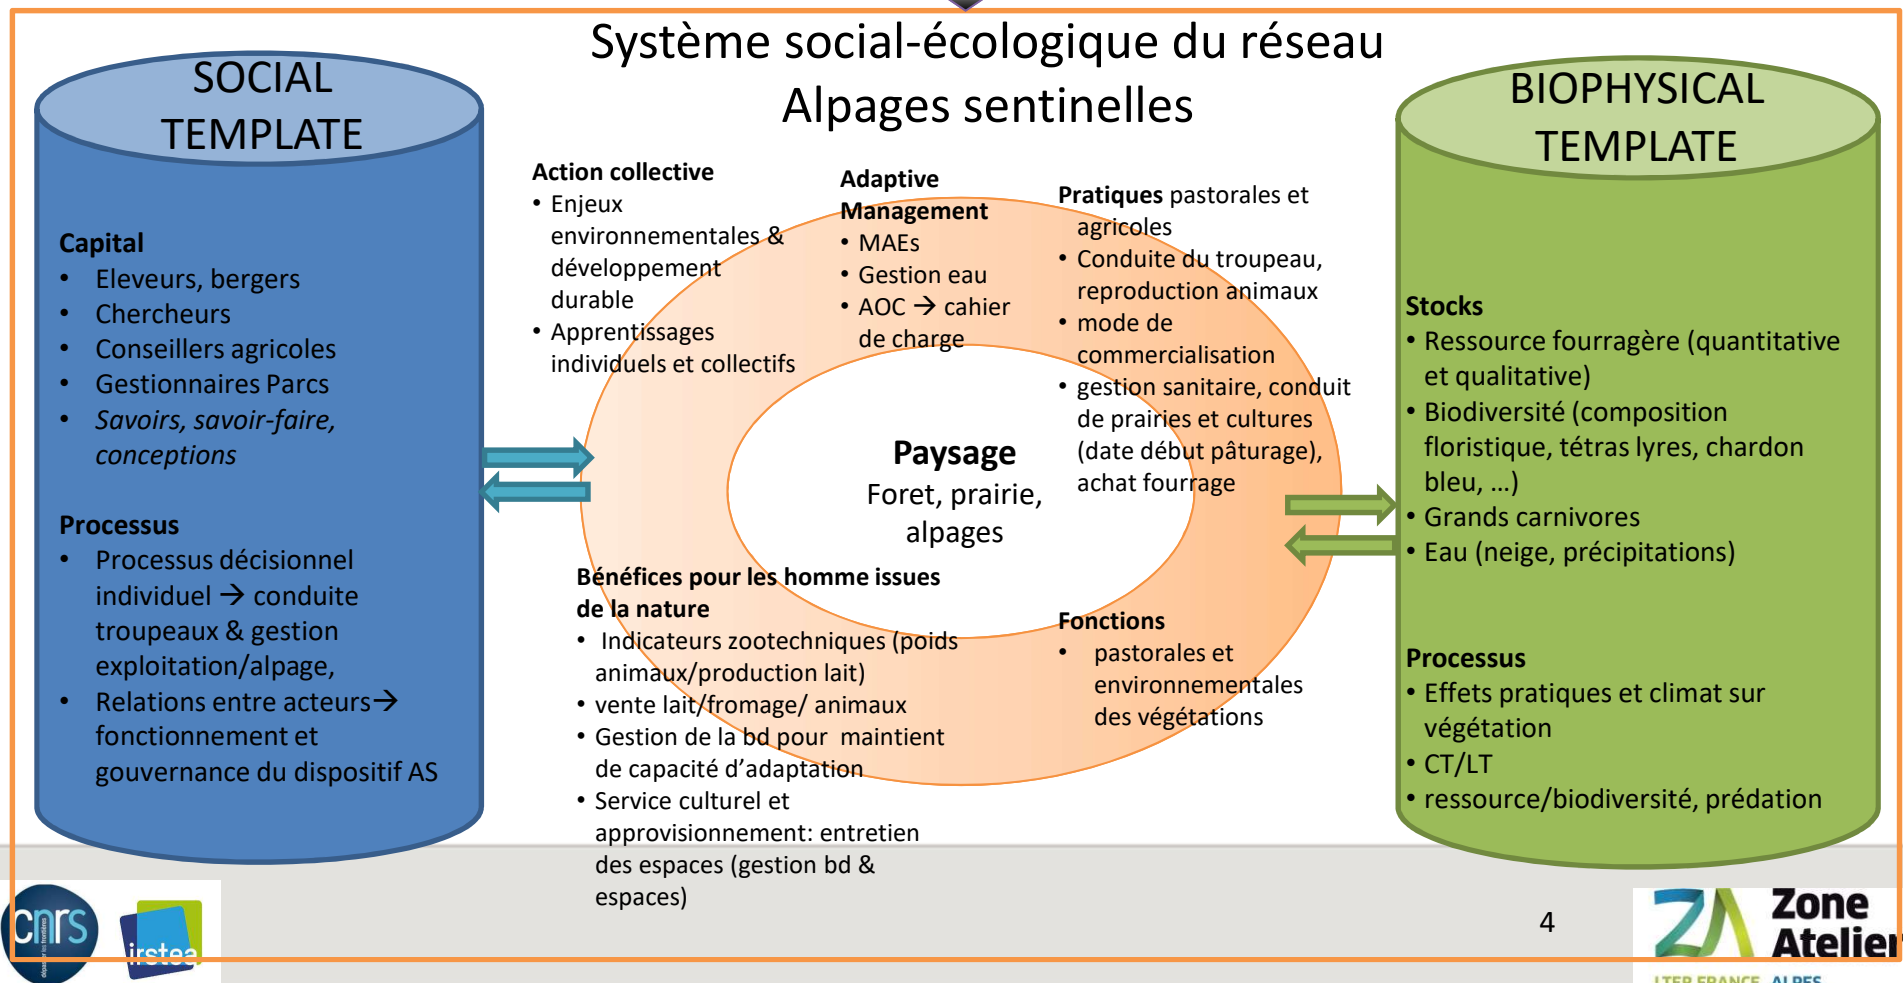 Système social-écologique du réseau
Alpages sentinelles
SOCIAL
TEMPLATE
Capital
• Eleveurs, bergers
• Chercheurs
• Conseillers agricoles
• Gestionnaires Parcs
• Savoirs, savoir-faire,
conceptions
Processus
• Processus décisionnel
individuel → conduite
troupeaux & gestion
exploitation/alpage,
• Relations entre acteurs→
fonctionnement et
gouvernance du dispositif AS
Action collective
• Enjeux
environnementales &
développement
durable
• Apprentissages
individuels et collectifs
Adaptive
Management
• MAEs
• Gestion eau
• AOC → cahier
de charge
Pratiques pastorales et
agricoles
• Conduite du troupeau,
reproduction animaux
• mode de
commercialisation
• gestion sanitaire, conduit
de prairies et cultures
(date début pâturage),
achat fourrage
Paysage
Foret, prairie,
alpages
Bénéfices pour les homme issues
de la nature
• Indicateurs zootechniques (poids
animaux/production lait)
• vente lait/fromage/ animaux
• Gestion de la bd pour maintient
de capacité d'adaptation
• Service culturel et
approvisionnement: entretien
des espaces (gestion bd &
espaces)
Fonctions
• pastorales et
environnementales
des végétations
BIOPHYSICAL
TEMPLATE
Stocks
• Ressource fourragère (quantitative
et qualitative)
• Biodiversité (composition
floristique, tétras lyres, chardon
bleu, …)
• Grands carnivores
• Eau (neige, précipitations)
Processus
• Effets pratiques et climat sur
végétation
• CT/LT
• ressource/biodiversité, prédation
cnrs
dépasser les frontières
irstea
4
ZA
Zone
Atelier
LTER FRANCE ALPES